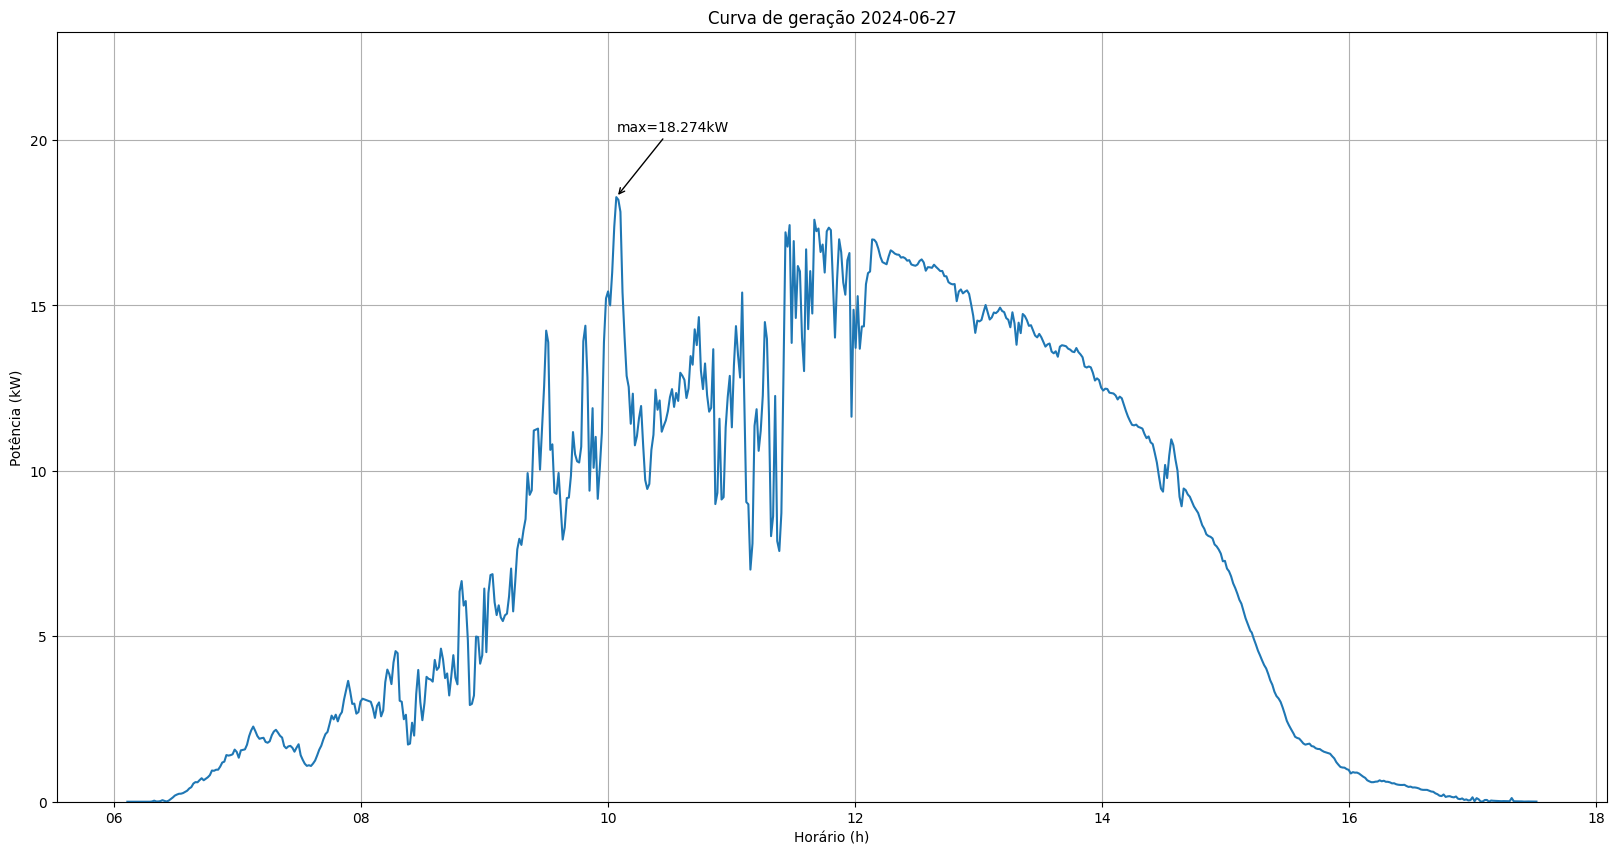 Curva de geração 2024-06-27
max=18.274kW
Potência (kW)
20
15
10
5
0
06 08 10 12 14 16 18
Horário (h)